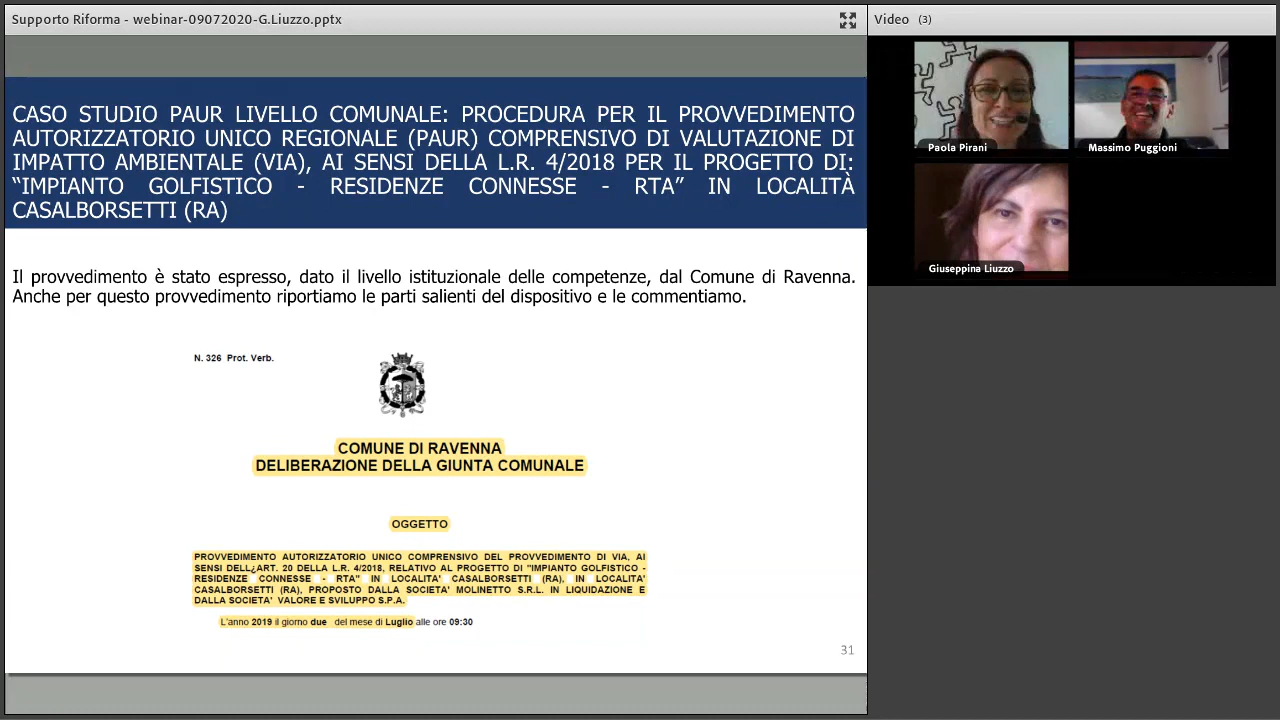 Supporto Riforma - webinar-09072020-G.Liuzzo.pptx
Video (3)
Paola Pirani
Massimo Puggioni
Giuseppina Liuzzo
CASO STUDIO PAUR LIVELLO COMUNALE: PROCEDURA PER IL PROVVEDIMENTO
AUTORIZZATORIO UNICO REGIONALE (PAUR) COMPRENSIVO DI VALUTAZIONE DI
IMPATTO AMBIENTALE (VIA), AI SENSI DELLA L.R. 4/2018 PER IL PROGETTO DI:
“IMPIANTO GOLFISTICO - RESIDENZE CONNESSE - RTA” IN LOCALITÀ
CASALBORSETTI (RA)
Il provvedimento è stato espresso, dato il livello istituzionale delle competenze, dal Comune di Ravenna.
Anche per questo provvedimento riportiamo le parti salienti del dispositivo e le commentiamo.
N. 326 Prot. Verb.
COMUNE DI RAVENNA
DELIBERAZIONE DELLA GIUNTA COMUNALE
OGGETTO
PROVVEDIMENTO AUTORIZZATORIO UNICO COMPRENSIVO DEL PROVVEDIMENTO DI VIA, AI
SENSI DELL¿ART. 20 DELLA L.R. 4/2018, RELATIVO AL PROGETTO DI "IMPIANTO GOLFISTICO -
RESIDENZE CONNESSE - RTA" IN LOCALITA' CASALBORSETTI (RA), IN LOCALITA'
CASALBORSETTI (RA), PROPOSTO DALLA SOCIETA' MOLINETTO S.R.L. IN LIQUIDAZIONE E
DALLA SOCIETA' VALORE E SVILUPPO S.P.A.
L'anno 2019 il giorno due del mese di Luglio alle ore 09:30
31